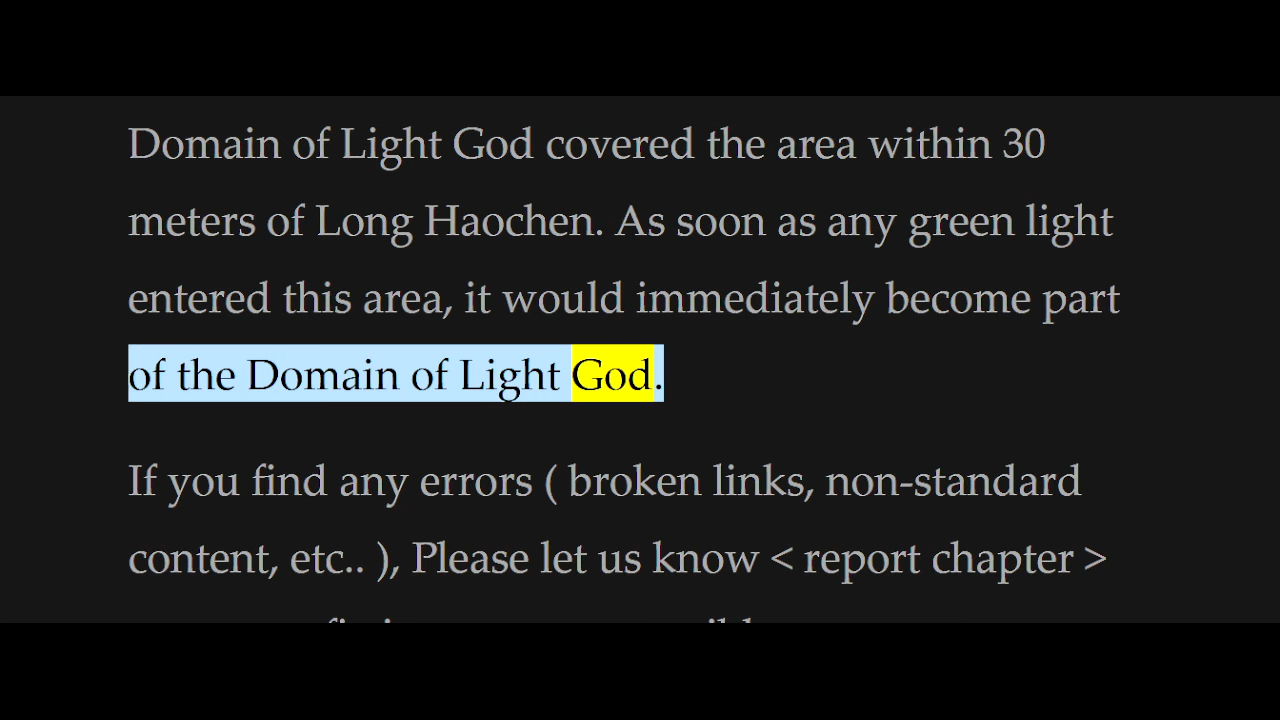 Domain of Light God covered the area within 30
meters of Long Haochen. As soon as any green light
entered this area, it would immediately become part
of the Domain of Light God.
If you find any errors ( broken links, non-standard
content, etc.. ), Please let us know < report chapter >